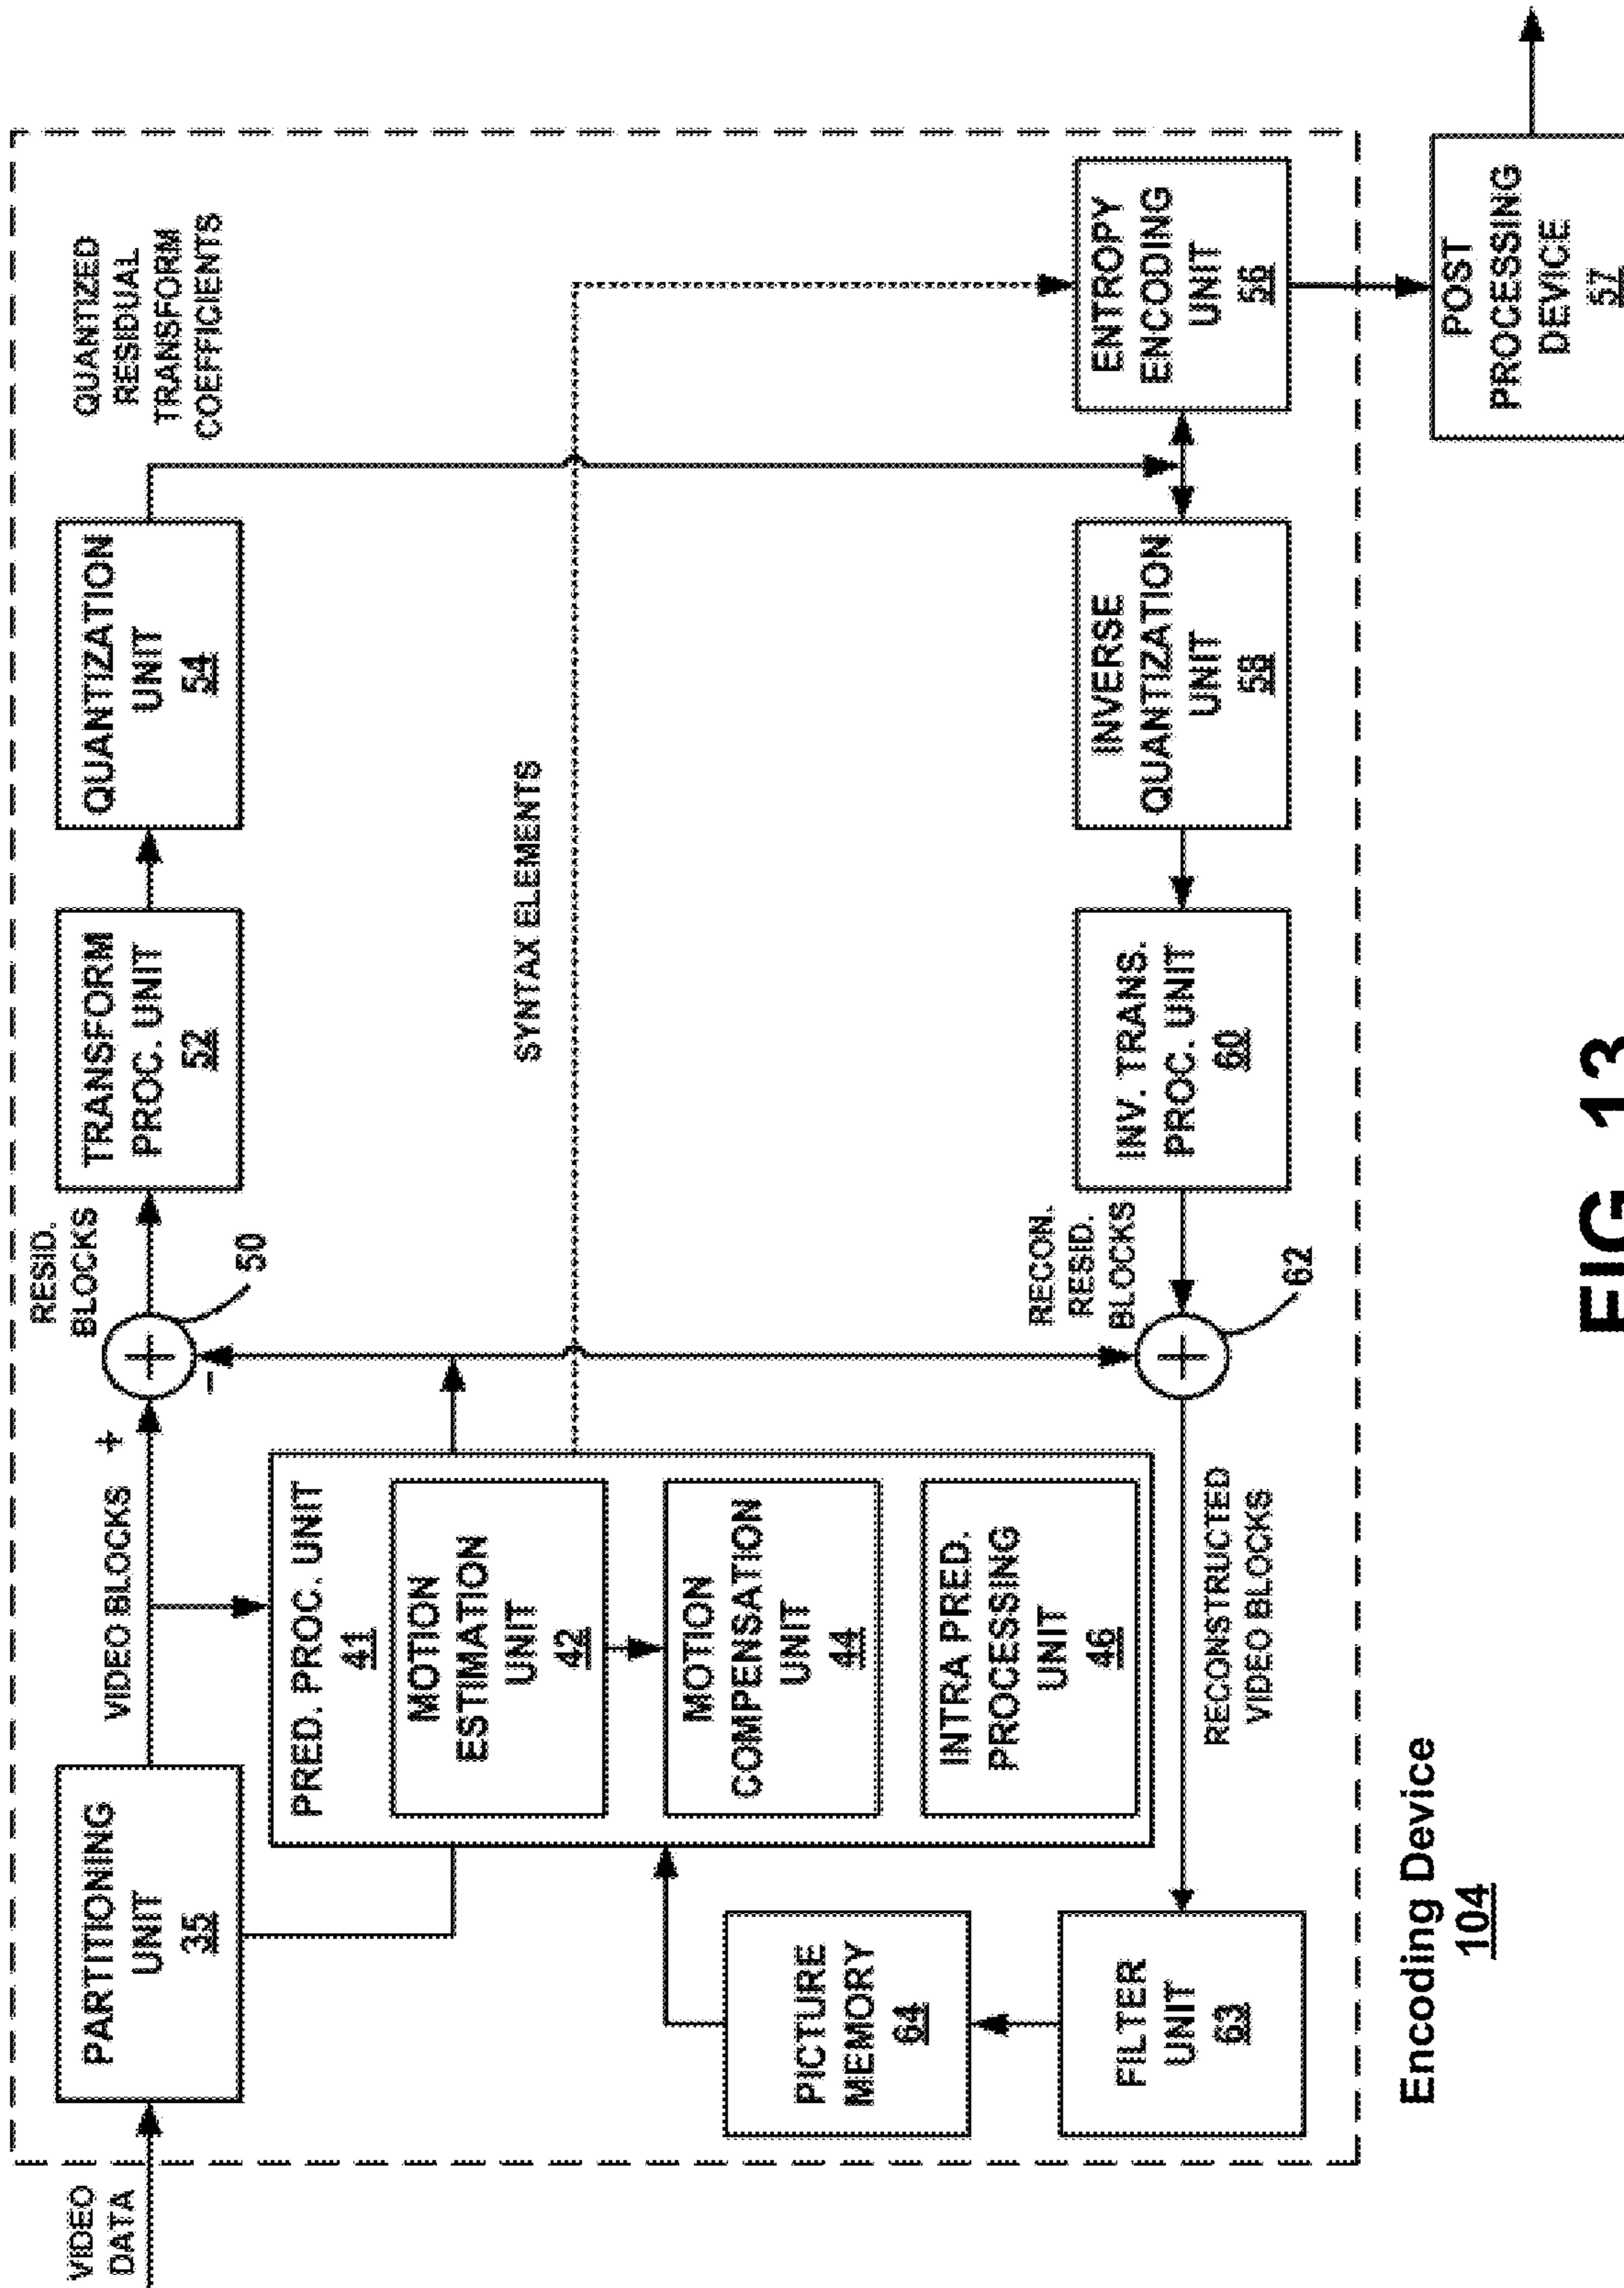 VIDEO
DATA
PARTITIONING
UNIT
35
VIDEO BLOCKS
+
−
RESID.
BLOCKS
50
TRANSFORM
PROC. UNIT
52
QUANTIZATION
UNIT
54
QUANTIZED
RESIDUAL
TRANSFORM
COEFFICIENTS
PRED. PROC. UNIT
41
MOTION
ESTIMATION
UNIT
42
MOTION
COMPENSATION
UNIT
44
INTRA PRED.
PROCESSING
UNIT
46
SYNTAX ELEMENTS
PICTURE
MEMORY
64
FILTER
UNIT
63
RECONSTRUCTED
VIDEO BLOCKS
RECON.
RESID.
BLOCKS
62
INV. TRANS.
PROC. UNIT
60
INVERSE
QUANTIZATION
UNIT
58
ENTROPY
ENCODING
UNIT
56
POST
PROCESSING
DEVICE
57
Encoding Device
104
FIG. 13